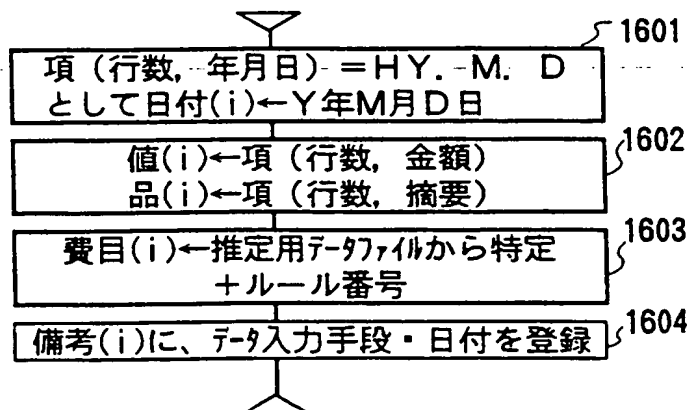 1601
項（行数, 年月日）＝HY. M. D
として日付(i)←Y年M月D日
1602
値(i)←項（行数, 金額）
品(i)←項（行数, 摘要）
1603
費目(i)←推定用ﾃﾞｰﾀﾌｧｲﾙから特定
＋ルール番号
1604
備考(i)に、ﾃﾞｰﾀ入力手段・日付を登録